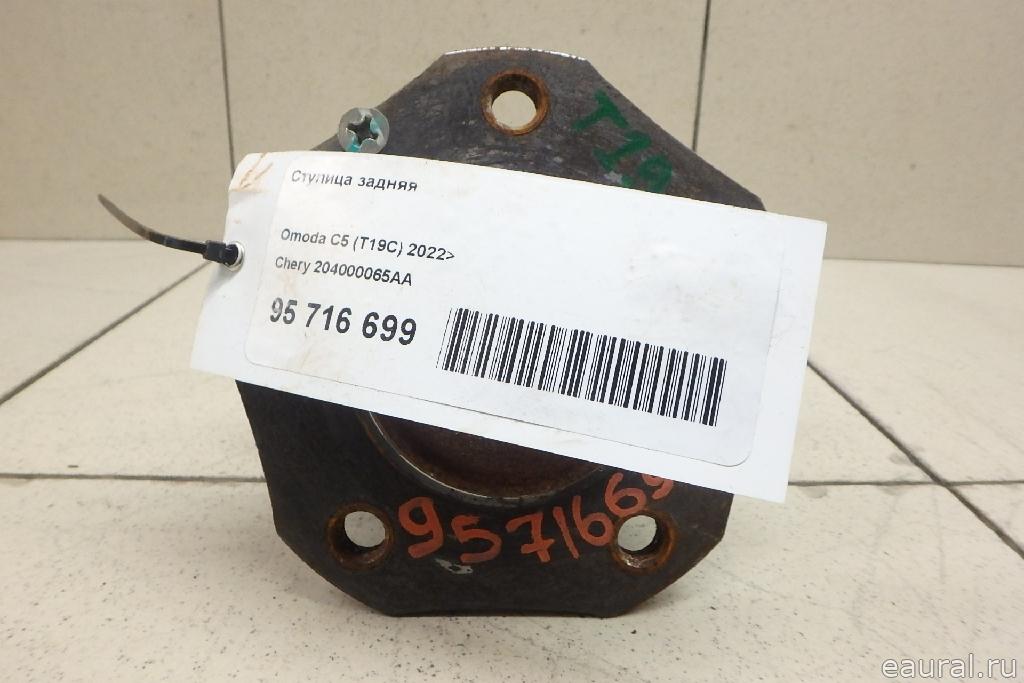 T19
Ступица задняя
Omoda C5 (T19C) 2022>
Chery 204000065AA
95 716 699
9571669
eaural.ru